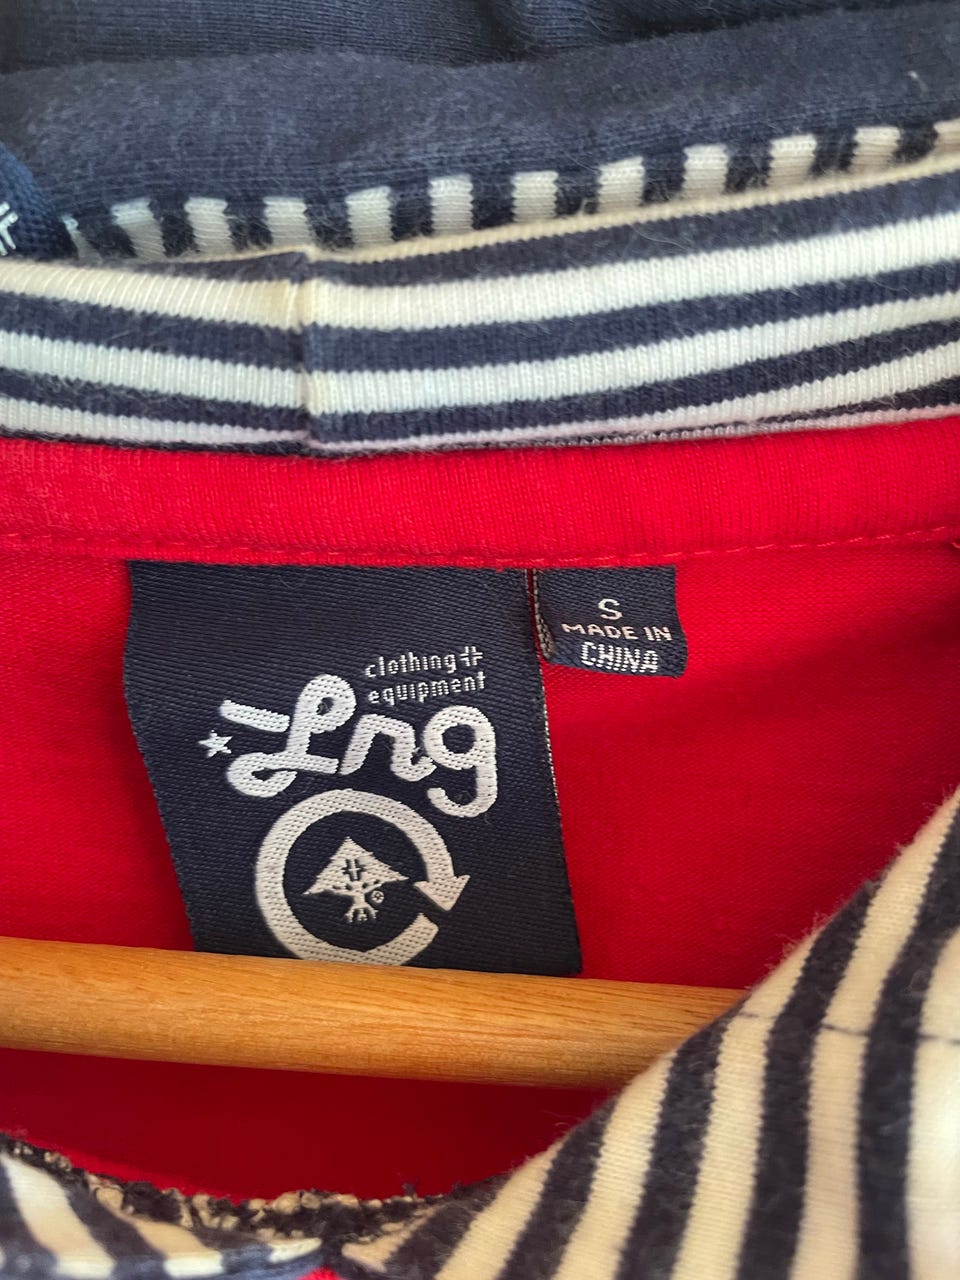 clothing
equipment
Lrg
S
MADE IN
CHINA